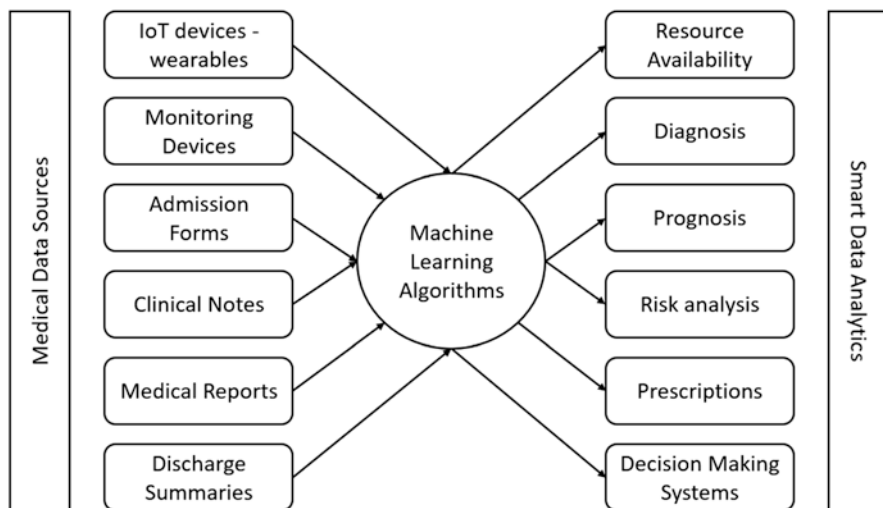 Medical Data Sources
IoT devices -
wearables
Monitoring
Devices
Admission
Forms
Clinical Notes
Medical Reports
Discharge
Summaries
Machine
Learning
Algorithms
Resource
Availability
Diagnosis
Prognosis
Risk analysis
Prescriptions
Decision Making
Systems
Smart Data Analytics